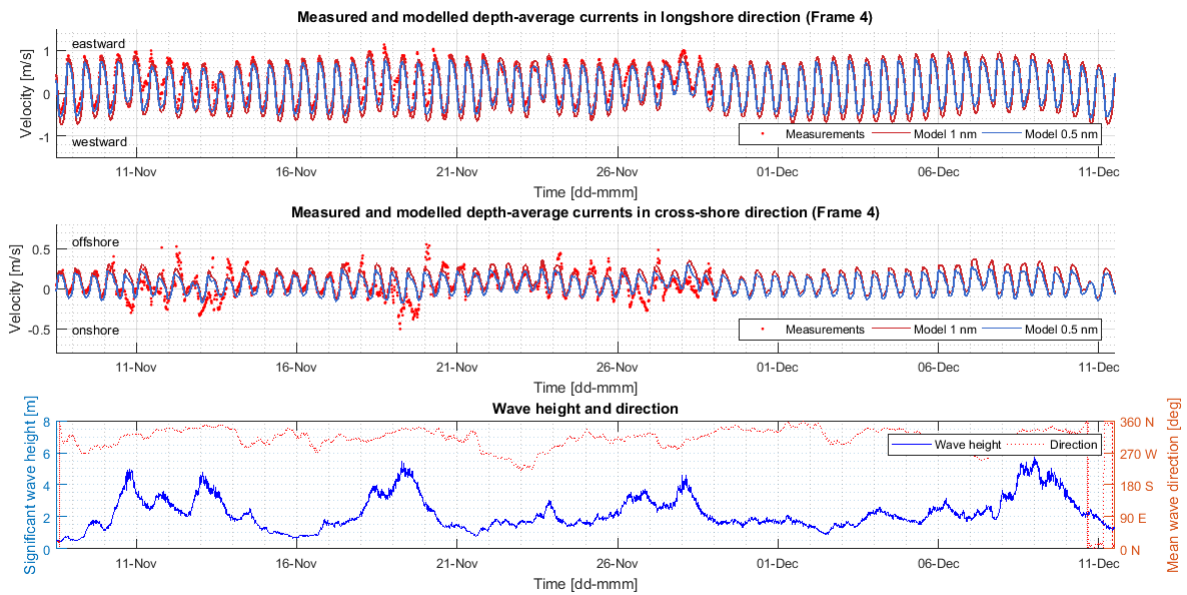 Measured and modelled depth-average currents in longshore direction (Frame 4)
eastward
1
0
-1
westward
Velocity [m/s]
Measurements Model 1 nm Model 0.5 nm
11-Nov 16-Nov 21-Nov 26-Nov 01-Dec 06-Dec 11-Dec
Time [dd-mmm]
Measured and modelled depth-average currents in cross-shore direction (Frame 4)
offshore
0.5
0
-0.5
onshore
Velocity [m/s]
Measurements Model 1 nm Model 0.5 nm
11-Nov 16-Nov 21-Nov 26-Nov 01-Dec 06-Dec 11-Dec
Time [dd-mmm]
Wave height and direction
Significant wave height [m]
8
6
4
2
0
Wave height Direction
360 N
270 W
180 S
90 E
0 N
Mean wave direction [deg]
11-Nov 16-Nov 21-Nov 26-Nov 01-Dec 06-Dec 11-Dec
Time [dd-mmm]